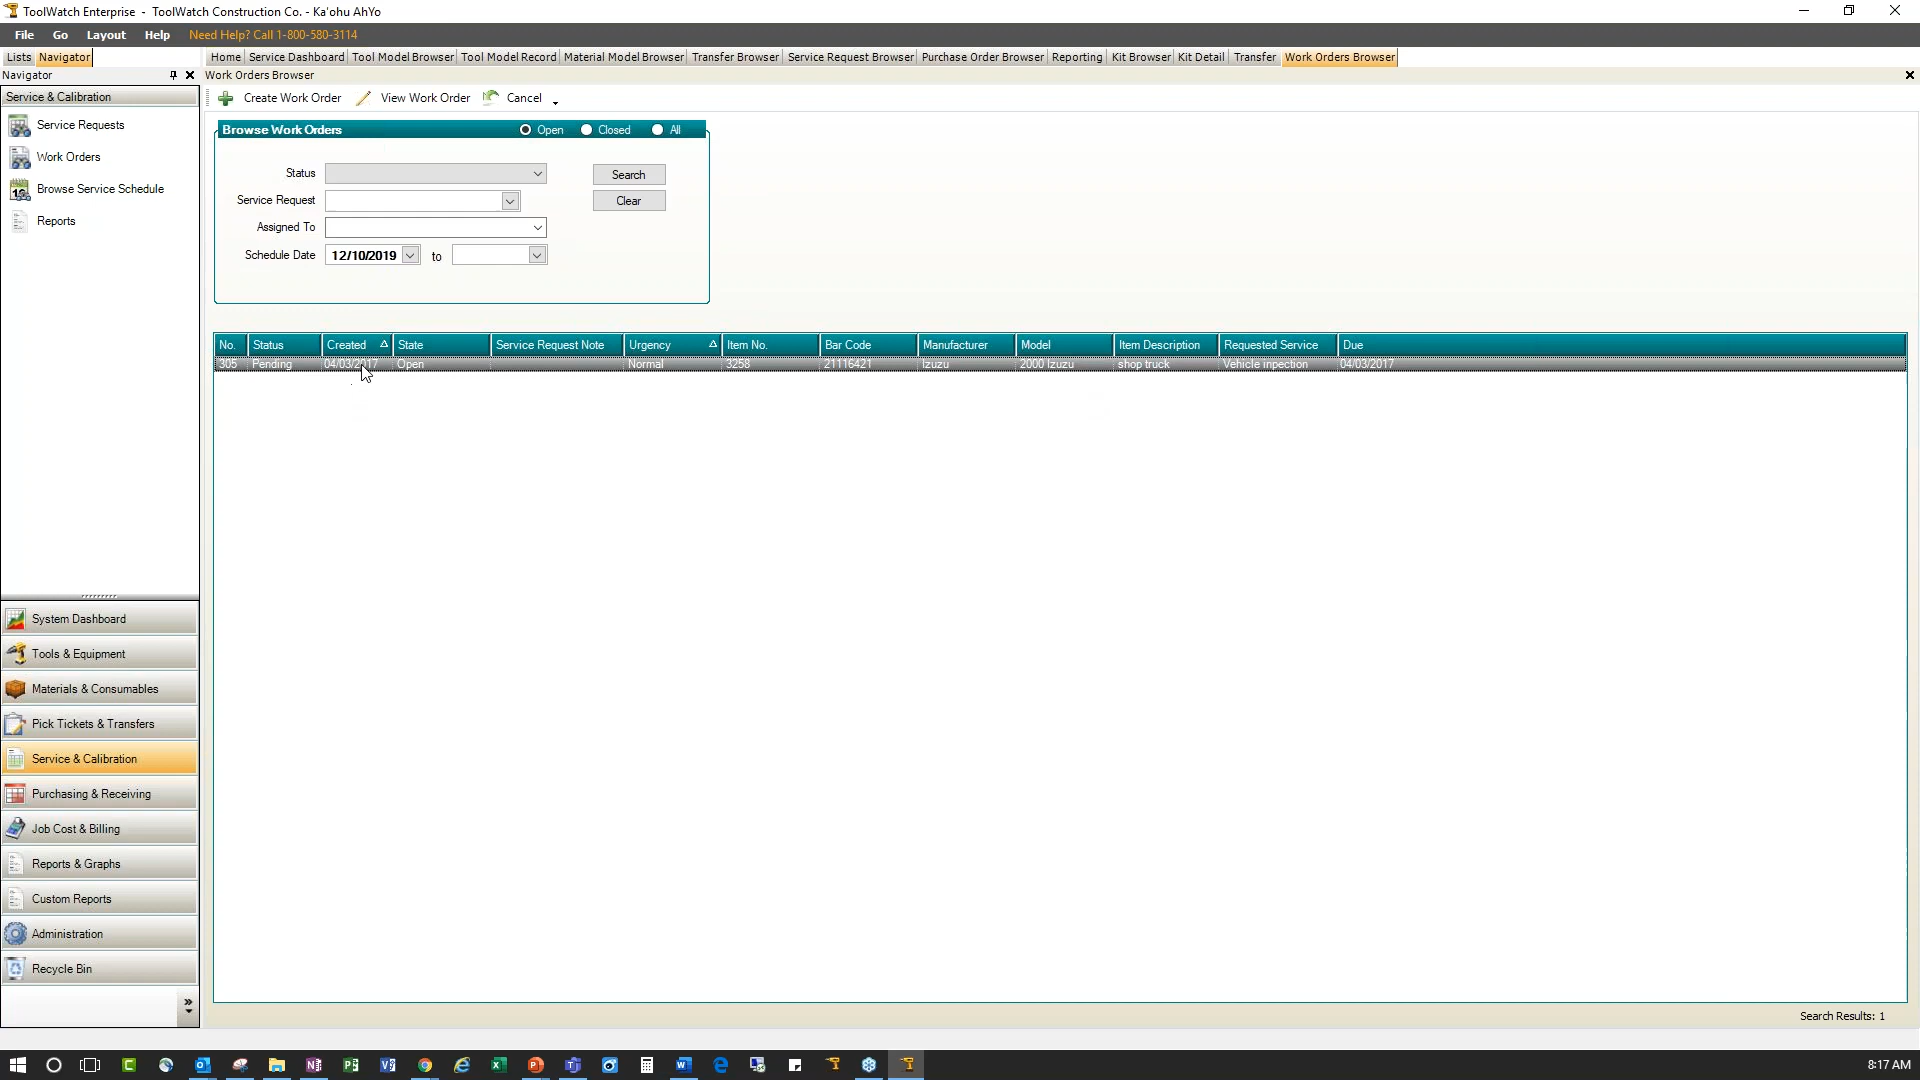 ToolWatch Enterprise - ToolWatch Construction Co. - Ka'ohu AhYo
File Go Layout Help Need Help? Call 1-800-580-3114
Lists Navigator Home Service Dashboard Tool Model Browser Tool Model Record Material Model Browser Transfer Browser Service Request Browser Purchase Order Browser Reporting Kit Browser Kit Detail Transfer Work Orders Browser
Navigator Work Orders Browser
Service & Calibration
Create Work Order View Work Order Cancel
Service Requests
Work Orders
Browse Service Schedule
Reports
Browse Work Orders Open Closed All
Status Search
Service Request Clear
Assigned To
Schedule Date 12/10/2019 to
No. Status Created State Service Request Note Urgency Item No. Bar Code Manufacturer Model Item Description Requested Service Due
305 Pending 04/03/2017 Open Normal 3258 21116421 Izuzu 2000 Izuzu shop truck Vehicle inpection 04/03/2017
System Dashboard
Tools & Equipment
Materials & Consumables
Pick Tickets & Transfers
Service & Calibration
Purchasing & Receiving
Job Cost & Billing
Reports & Graphs
Custom Reports
Administration
Recycle Bin
Search Results: 1
8:17 AM